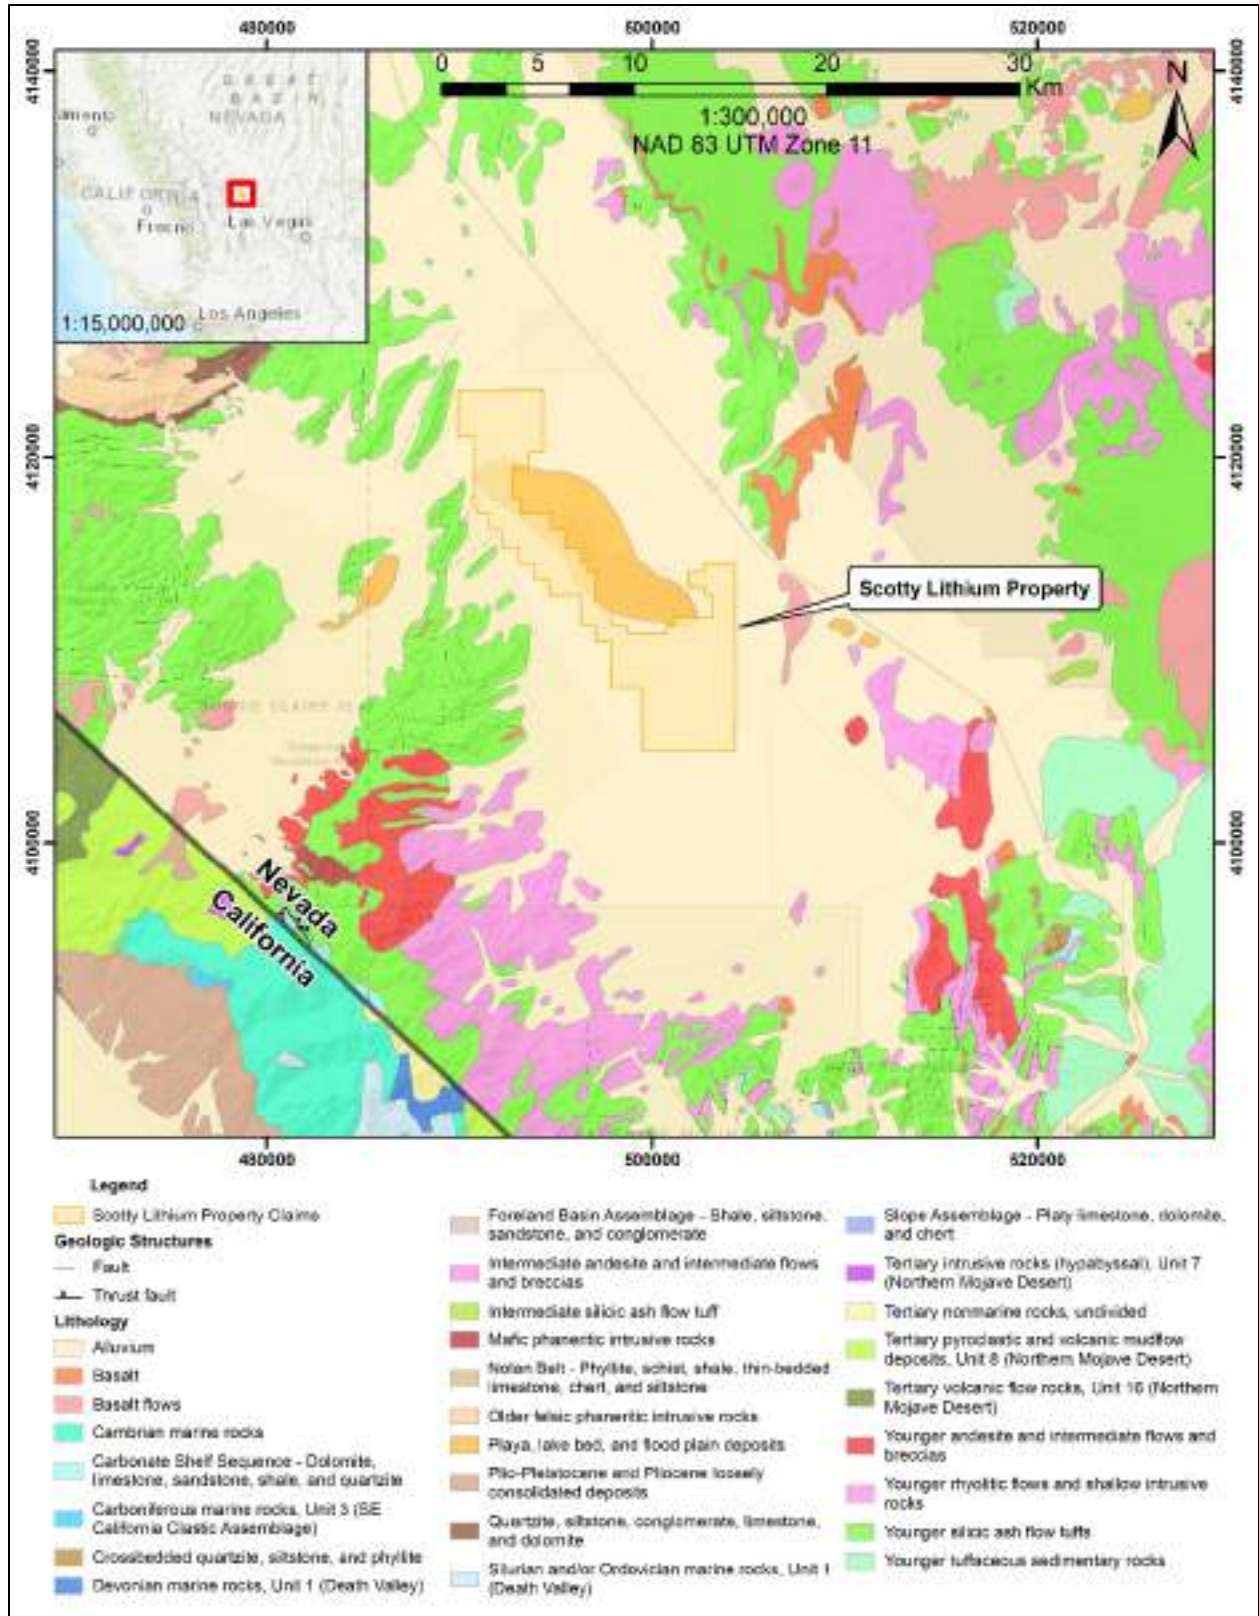 480000 500000 520000
4140000 4140000
0 5 10 20 30
Km
N
1:300,000
NAD 83 UTM Zone 11
GREAT
BASIN
NEVADA
CALIFORNIA
Fresno
Las Vegas
Los Angeles
1:15,000,000
4120000 4120000
Scotty Lithium Property
4100000 4100000
Nevada
California
480000 500000 520000
Legend
Scotty Lithium Property Claims
Geologic Structures
Fault
Thrust fault
Lithology
Alluvium
Basalt
Basalt flows
Cambrian marine rocks
Carbonate Shelf Sequence - Dolomite,
limestone, sandstone, shale, and quartzite
Carboniferous marine rocks, Unit 3 (SE
California Clastic Assemblage)
Crossbedded quartzite, siltstone, and phyllite
Devonian marine rocks, Unit 1 (Death Valley)
Foreland Basin Assemblage - Shale, siltstone,
sandstone, and conglomerate
Intermediate andesite and intermediate flows
and breccias
Intermediate silicic ash flow tuff
Mafic phaneritic intrusive rocks
Nolan Belt - Phyllite, schist, shale, thin-bedded
limestone, chert, and siltstone
Older felsic phaneritic intrusive rocks
Playa, lake bed, and flood plain deposits
Plio-Pleistocene and Pliocene loosely
consolidated deposits
Quartzite, siltstone, conglomerate, limestone,
and dolomite
Silurian and/or Ordovician marine rocks, Unit 1
(Death Valley)
Slope Assemblage - Platy limestone, dolomite,
and chert
Tertiary intrusive rocks (hypabyssal), Unit 7
(Northern Mojave Desert)
Tertiary nonmarine rocks, undivided
Tertiary pyroclastic and volcanic mudflow
deposits, Unit 8 (Northern Mojave Desert)
Tertiary volcanic flow rocks, Unit 16 (Northern
Mojave Desert)
Younger andesite and intermediate flows and
breccias
Younger rhyolitic flows and shallow intrusive
rocks
Younger silicic ash flow tuffs
Younger tuffaceous sedimentary rocks